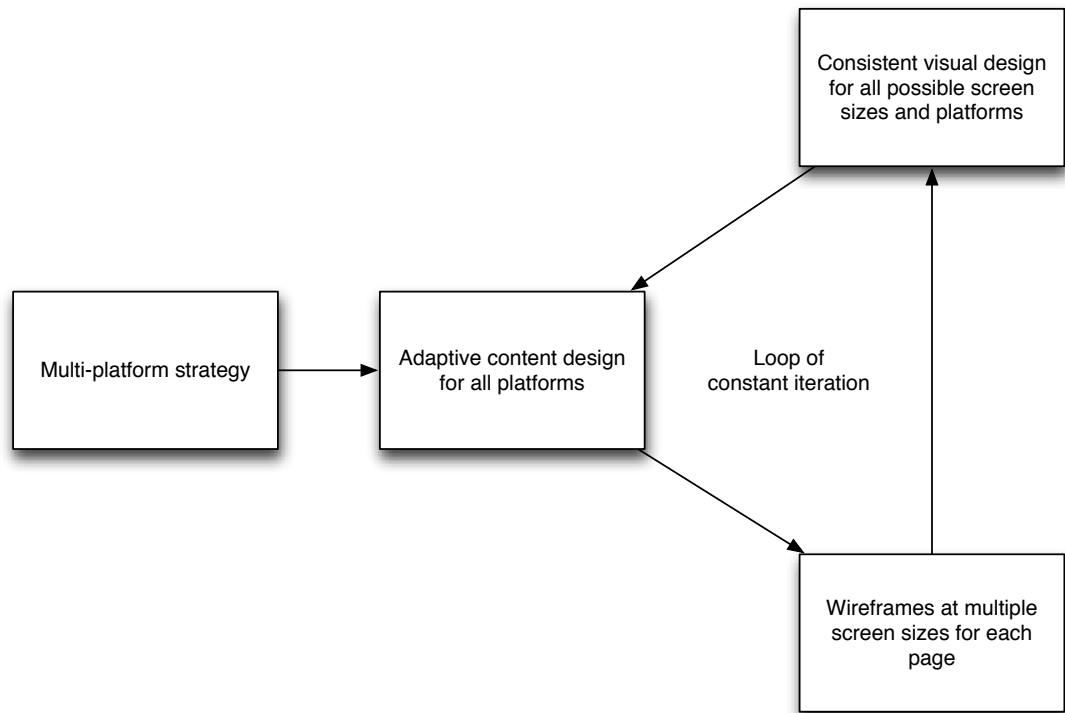 Consistent visual design
for all possible screen
sizes and platforms
Multi-platform strategy
Adaptive content design
for all platforms
Loop of
constant iteration
Wireframes at multiple
screen sizes for each
page